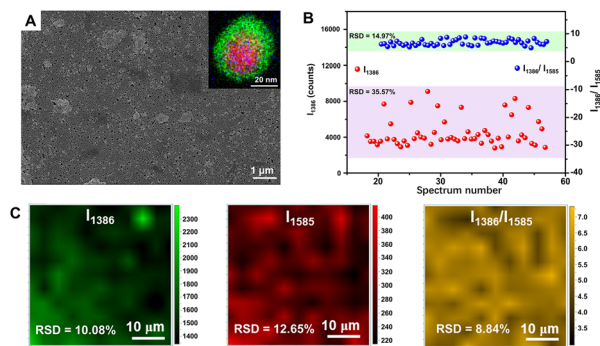 A
20 nm
1 µm
B
16000
12000
8000
4000
0
I1386 (counts)
RSD = 14.97%
I1386
I1386/ I1585
RSD = 35.57%
10
0
-10
-20
-30
-40
I1386/ I1585
20
30
40
50
60
Spectrum number
C
I1386
RSD = 10.08%
10 µm
2300
2200
2100
2000
1900
1800
1700
1600
1500
1400
I1585
RSD = 12.65%
10 µm
400
380
360
340
320
300
280
260
240
220
I1386/I1585
RSD = 8.84%
10 µm
7.0
6.5
6.0
5.5
5.0
4.5
4.0
3.5